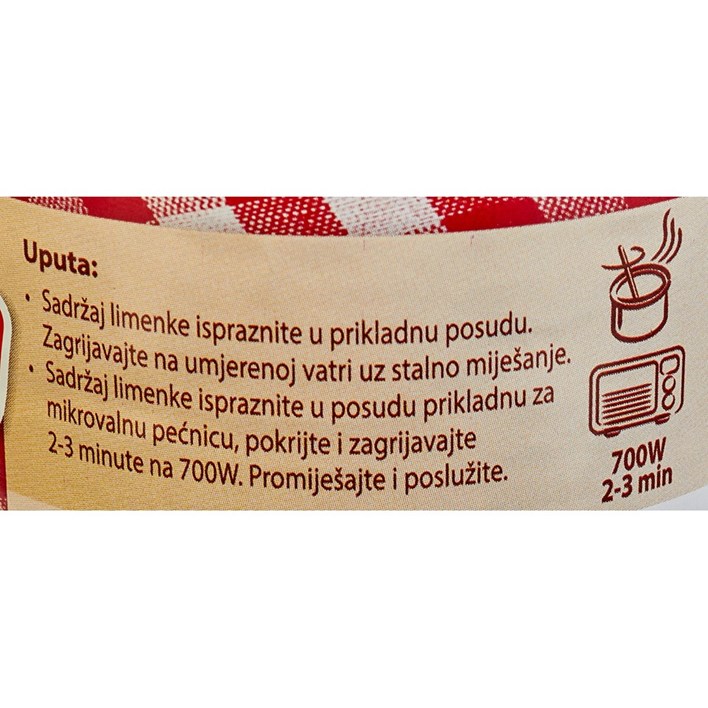 Uputa:
• Sadržaj limenke ispraznite u prikladnu posudu.
Zagrijavajte na umjerenoj vatri uz stalno miješanje.
• Sadržaj limenke ispraznite u posudu prikladnu za
mikrovalnu pećnicu, pokrijte i zagrijavajte
2-3 minute na 700W. Promiješajte i poslužite.
700W
2-3 min